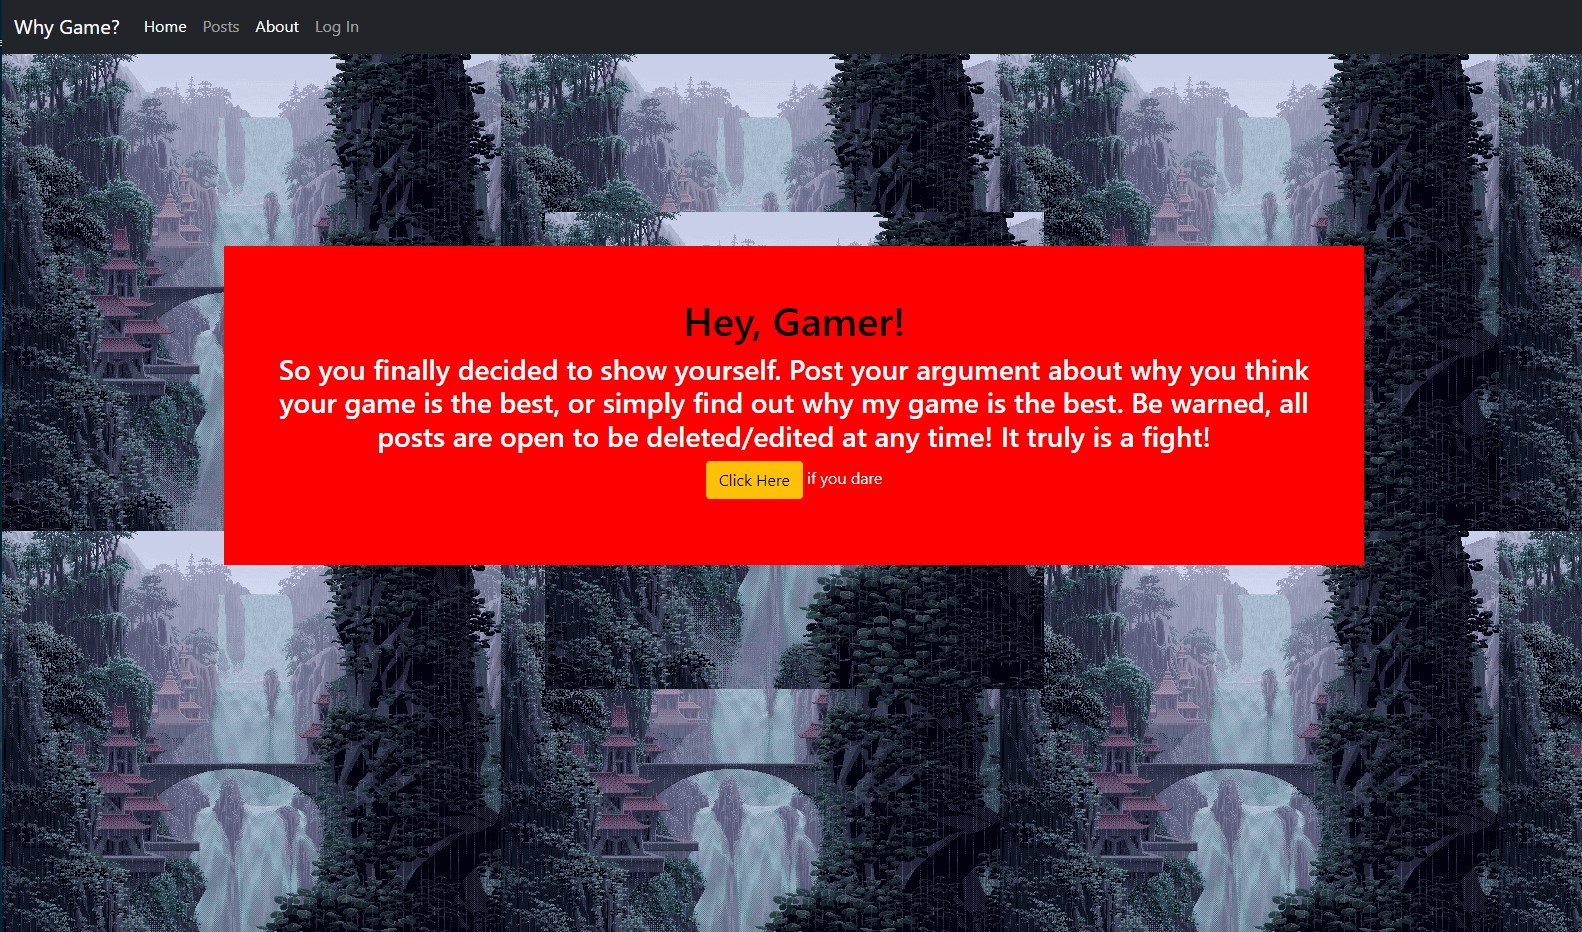 Why Game? Home Posts About Log In
Hey, Gamer!
So you finally decided to show yourself. Post your argument about why you think
your game is the best, or simply find out why my game is the best. Be warned, all
posts are open to be deleted/edited at any time! It truly is a fight!
Click Here if you dare